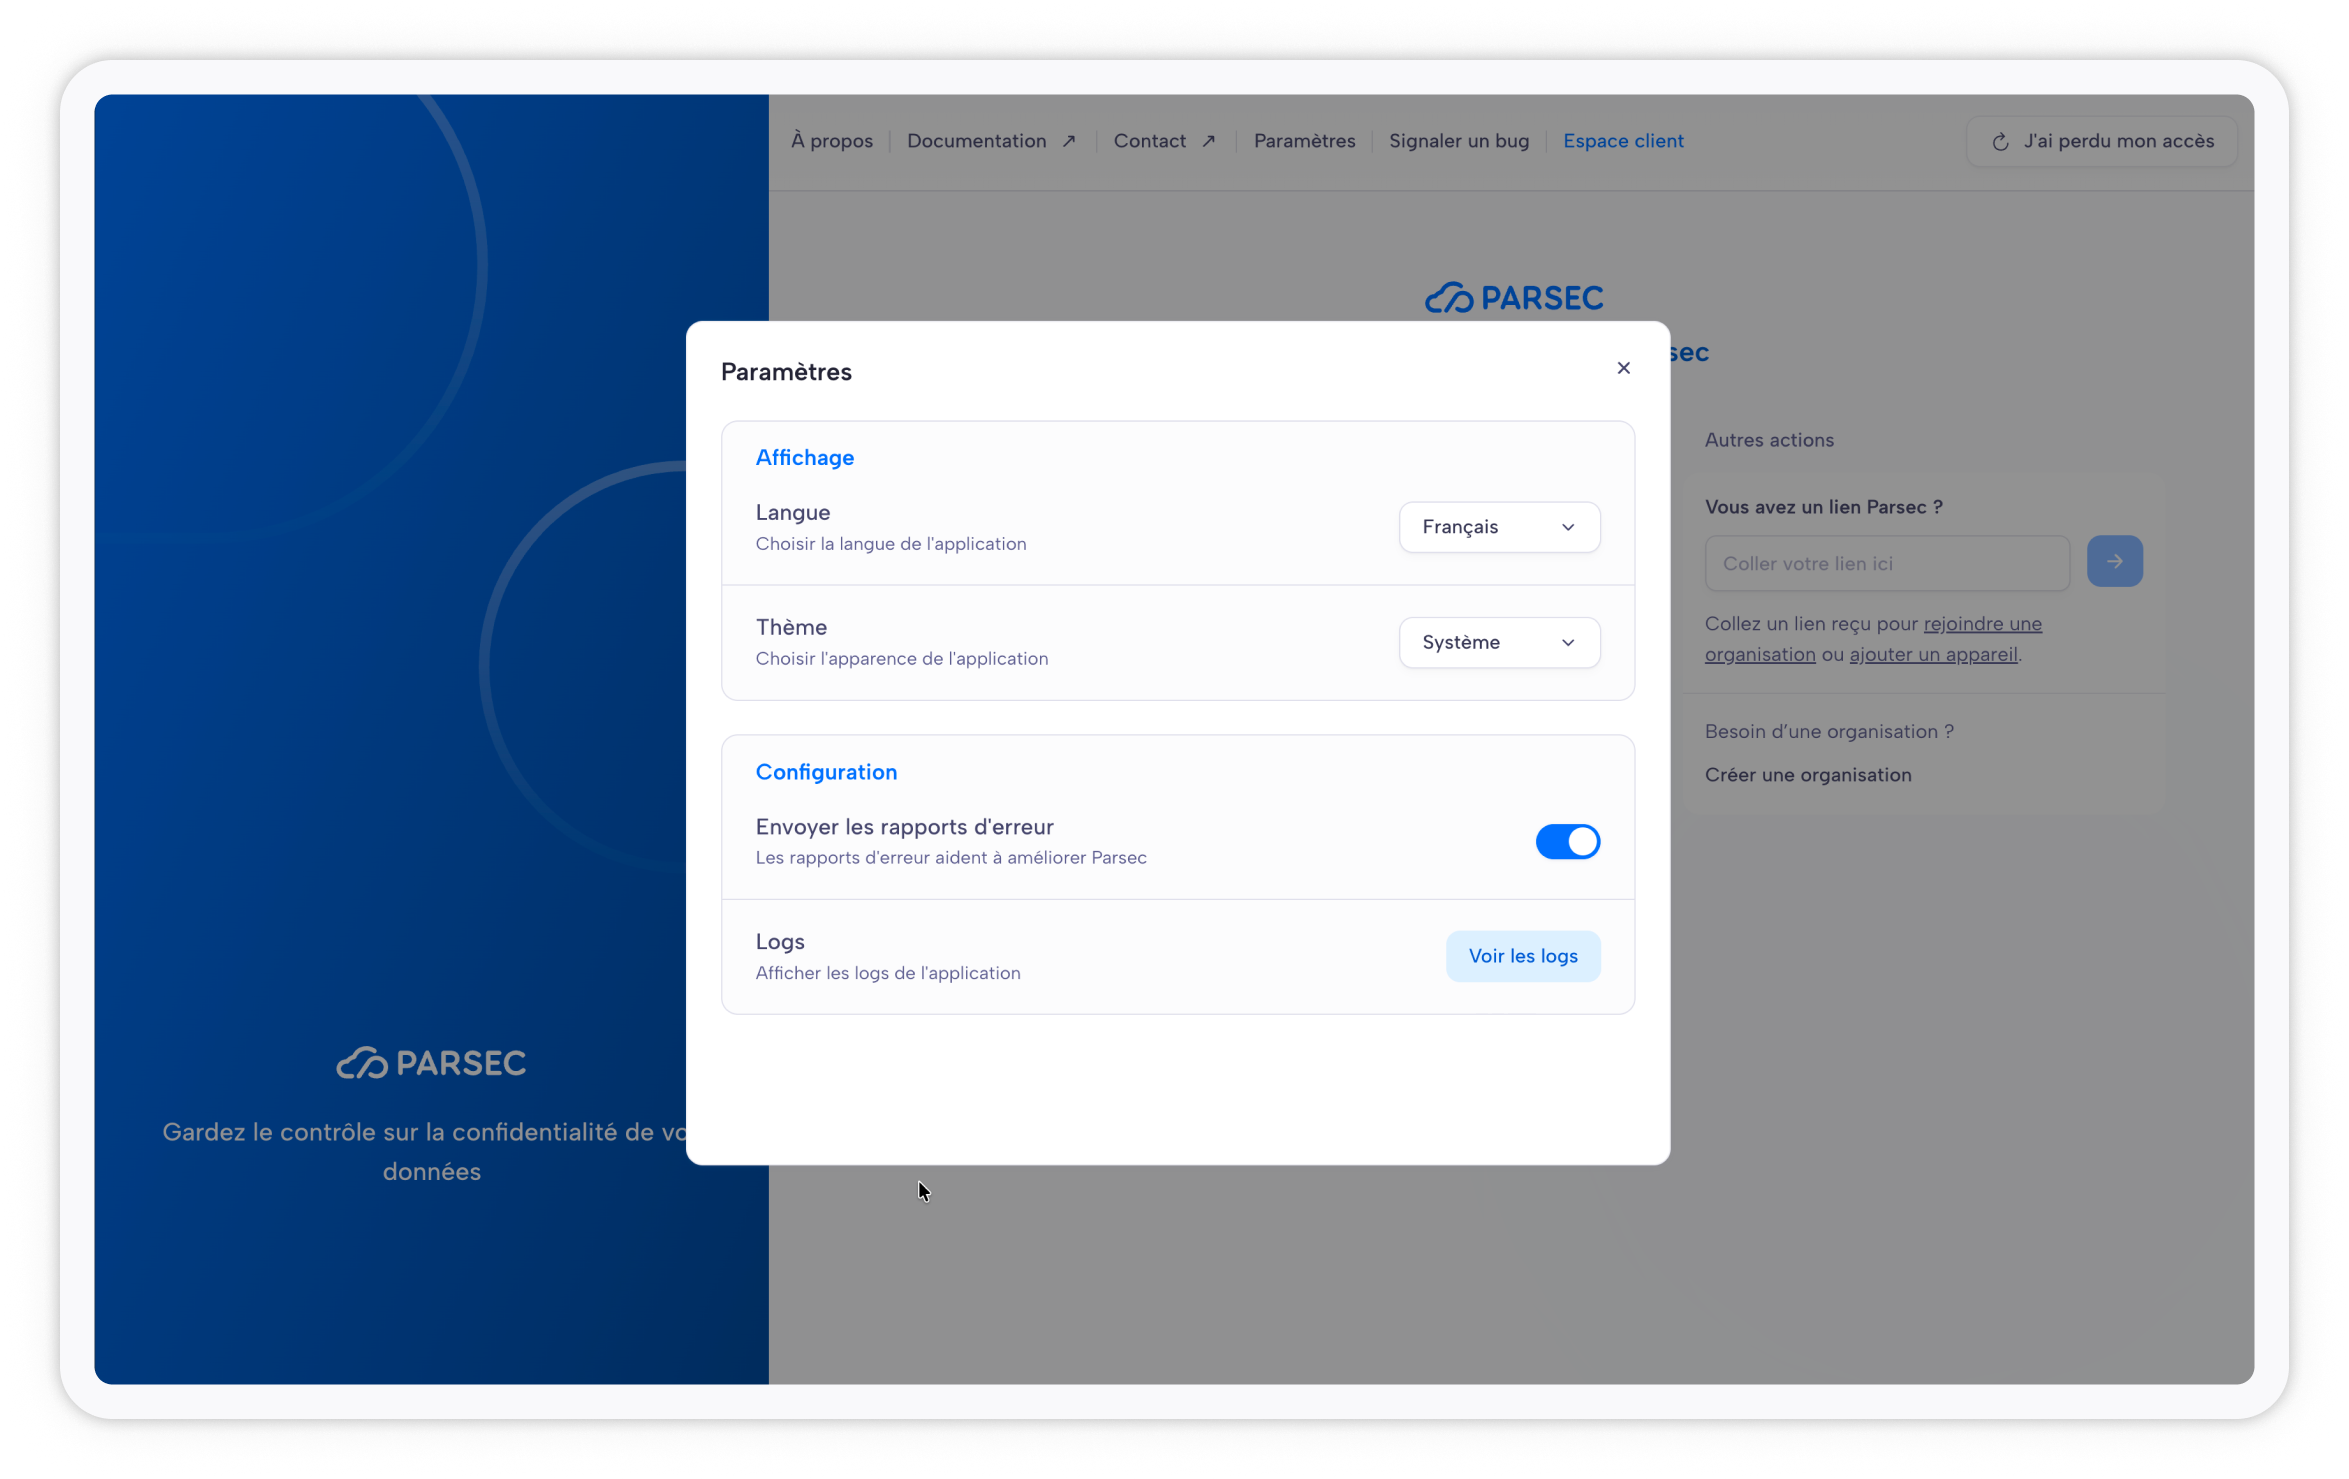 À propos
Documentation ↗
Contact ↗
Paramètres
Signaler un bug
Espace client
J'ai perdu mon accès
PARSEC
sec
Paramètres
Affichage
Langue
Choisir la langue de l'application
Français
Thème
Choisir l'apparence de l'application
Système
Configuration
Envoyer les rapports d'erreur
Les rapports d'erreur aident à améliorer Parsec
Logs
Afficher les logs de l'application
Voir les logs
Autres actions
Vous avez un lien Parsec ?
Coller votre lien ici
Collez un lien reçu pour rejoindre une
organisation ou ajouter un appareil.
Besoin d’une organisation ?
Créer une organisation
PARSEC
Gardez le contrôle sur la confidentialité de vo
données